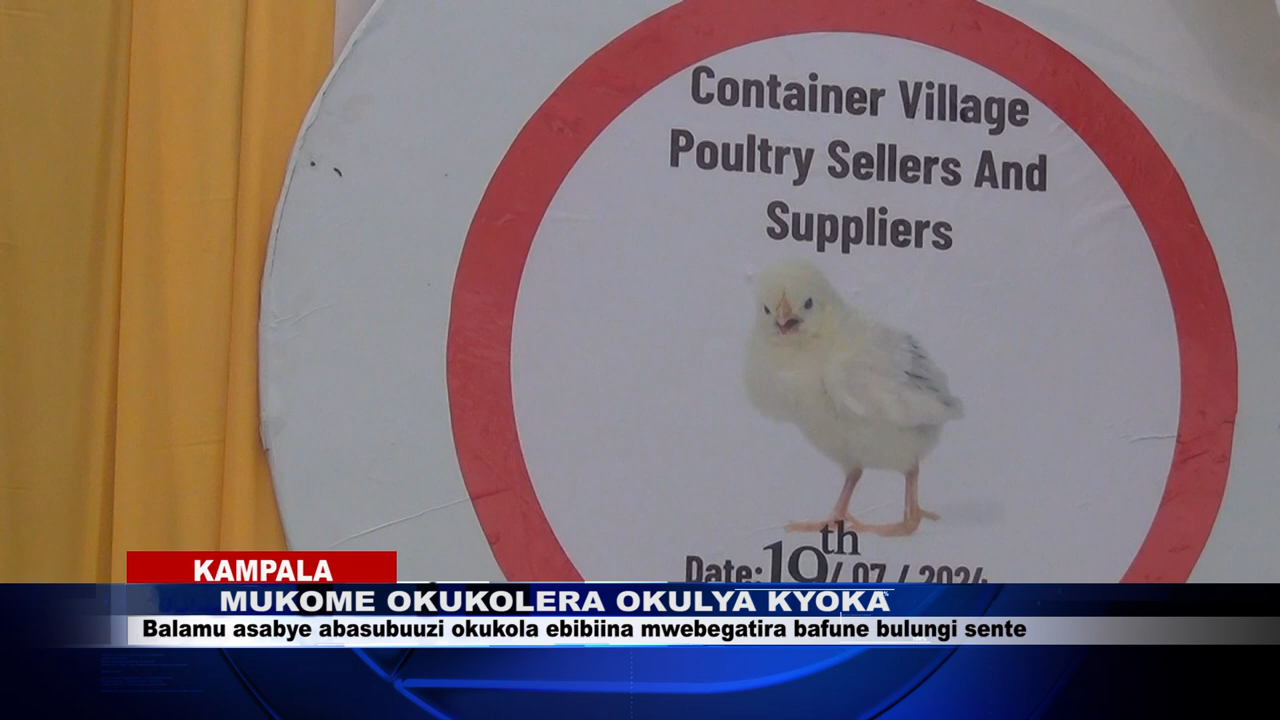 Container Village
Poultry Sellers And
Suppliers
Date: 19th / 07 / 2024
KAMPALA
MUKOME OKUKOLERA OKULYA KYOKA
Balamu asabye abasubuuzi okukola ebibiina mwebegatira bafune bulungi sente